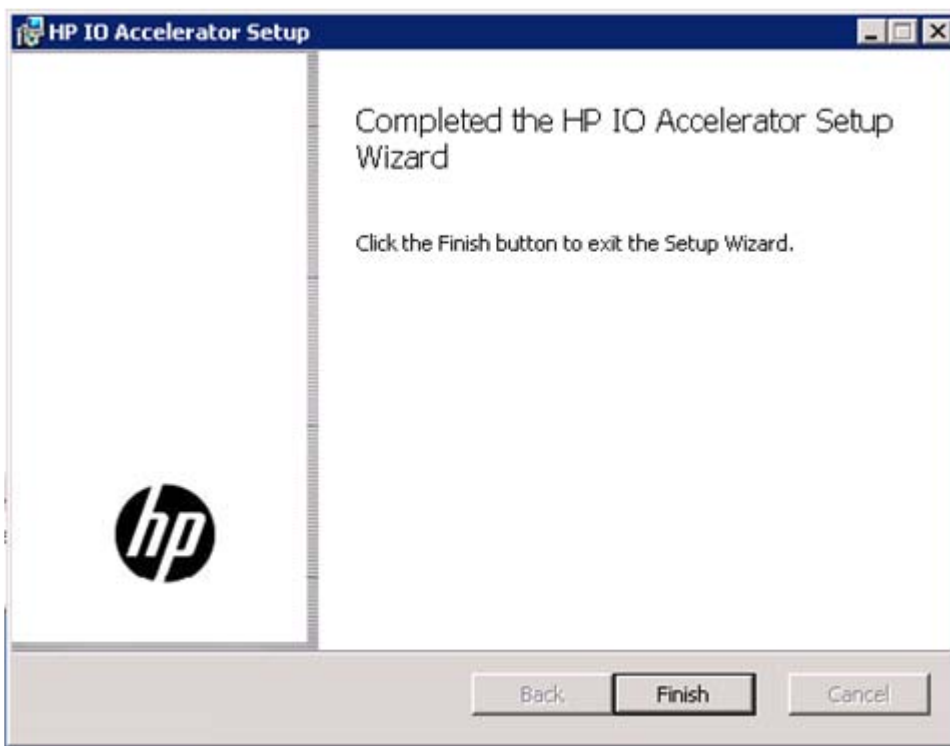 HP IO Accelerator Setup
Completed the HP IO Accelerator Setup
Wizard
Click the Finish button to exit the Setup Wizard.
hp
Back
Finish
Cancel